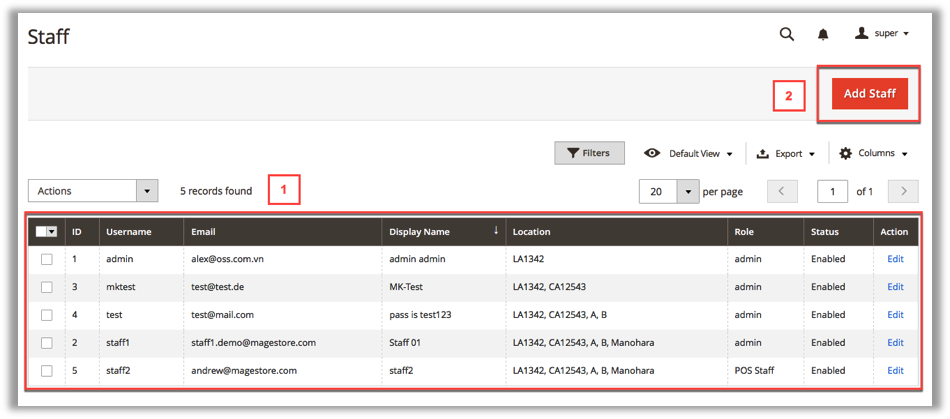 Staff
super
2
Add Staff
Filters
Default View
Export
Columns
Actions
5 records found
1
20
per page
1
of 1
ID Username Email Display Name ↓ Location Role Status Action
1 admin alex@oss.com.vn admin admin LA1342 admin Enabled Edit
3 mktest test@test.de MK-Test LA1342, CA12543 admin Enabled Edit
4 test test@mail.com pass is test123 LA1342, CA12543, A, B admin Enabled Edit
2 staff1 staff1.demo@magestore.com Staff 01 LA1342, CA12543, A, B, Manohara admin Enabled Edit
5 staff2 andrew@magestore.com staff2 LA1342, CA12543, A, B, Manohara POS Staff Enabled Edit